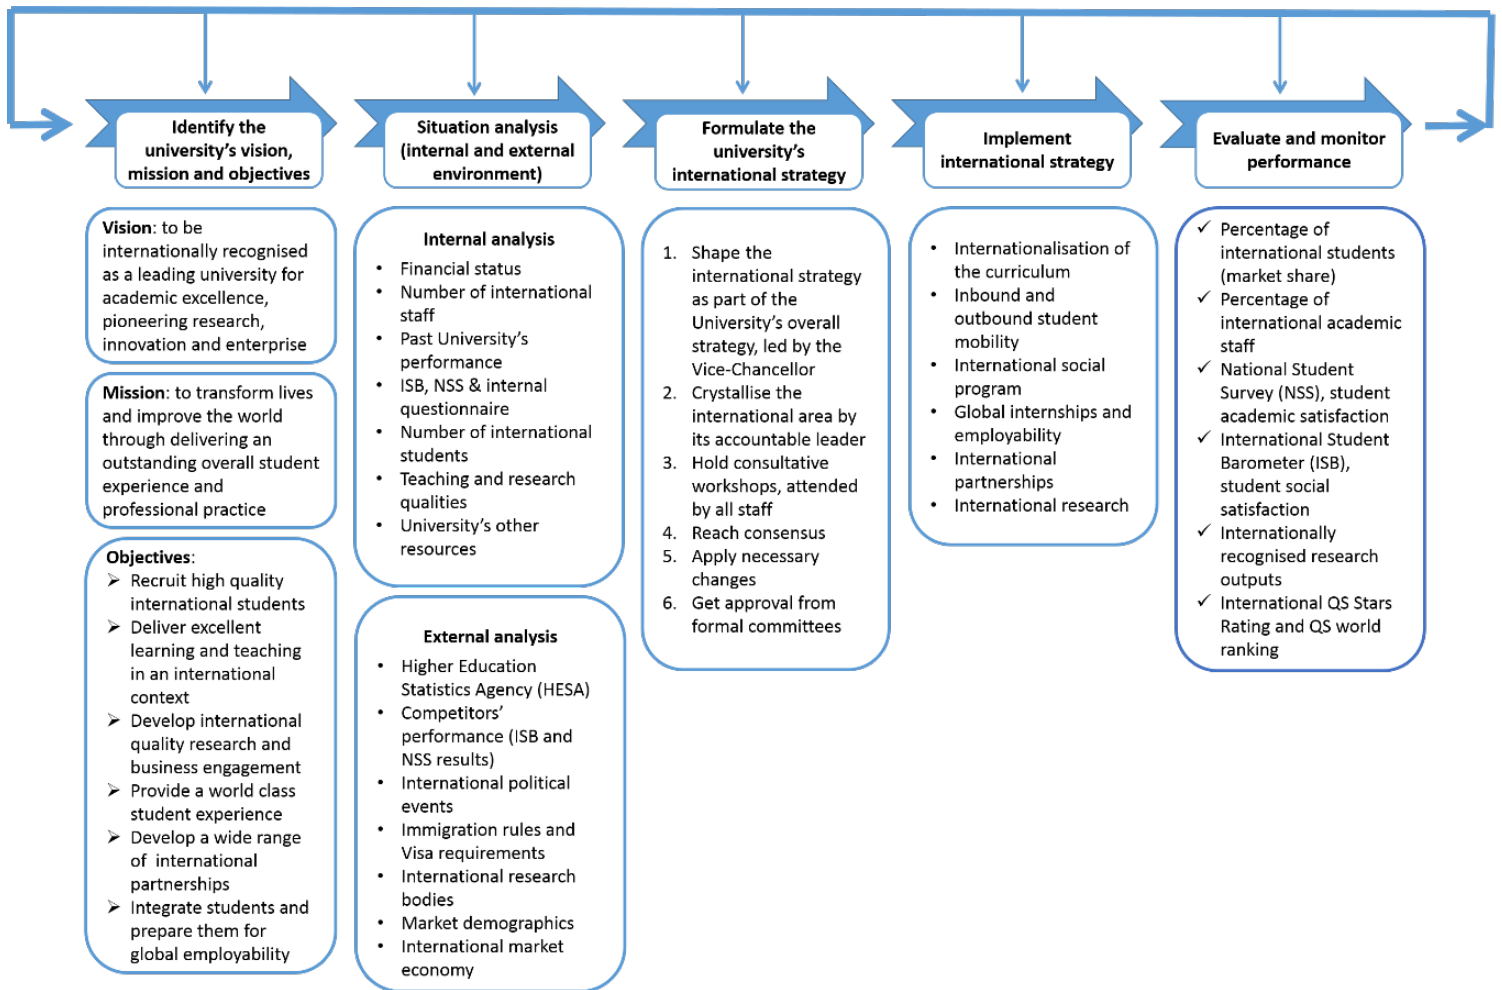 Identify the
university's vision,
mission and objectives
Vision: to be
internationally recognised
as a leading university for
academic excellence,
pioneering research,
innovation and enterprise
Mission: to transform lives
and improve the world
through delivering an
outstanding overall student
experience and
professional practice
Objectives:
➢ Recruit high quality
international students
➢ Deliver excellent
learning and teaching
in an international
context
➢ Develop international
quality research and
business engagement
➢ Provide a world class
student experience
➢ Develop a wide range
of international
partnerships
➢ Integrate students and
prepare them for
global employability
Situation analysis
(internal and external
environment)
Internal analysis
• Financial status
• Number of international
staff
• Past University's
performance
• ISB, NSS & internal
questionnaire
• Number of international
students
• Teaching and research
qualities
• University's other
resources
External analysis
• Higher Education
Statistics Agency (HESA)
• Competitors'
performance (ISB and
NSS results)
• International political
events
• Immigration rules and
Visa requirements
• International research
bodies
• Market demographics
• International market
economy
Formulate the
university's
international strategy
1. Shape the
international strategy
as part of the
University's overall
strategy, led by the
Vice-Chancellor
2. Crystallise the
international area by
its accountable leader
3. Hold consultative
workshops, attended
by all staff
4. Reach consensus
5. Apply necessary
changes
6. Get approval from
formal committees
Implement
international strategy
• Internationalisation of
the curriculum
• Inbound and
outbound student
mobility
• International social
program
• Global internships and
employability
• International
partnerships
• International research
Evaluate and monitor
performance
✓ Percentage of
international students
(market share)
✓ Percentage of
international academic
staff
✓ National Student
Survey (NSS), student
academic satisfaction
✓ International Student
Barometer (ISB),
student social
satisfaction
✓ Internationally
recognised research
outputs
✓ International QS Stars
Rating and QS world
ranking